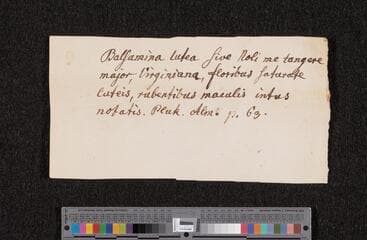 Balsamina lutea sive Noli me tangere
major, Virginiana, floribus saturate
luteis, rubentibus maculis intus
notatis. Pluk. Alm: p. 63.